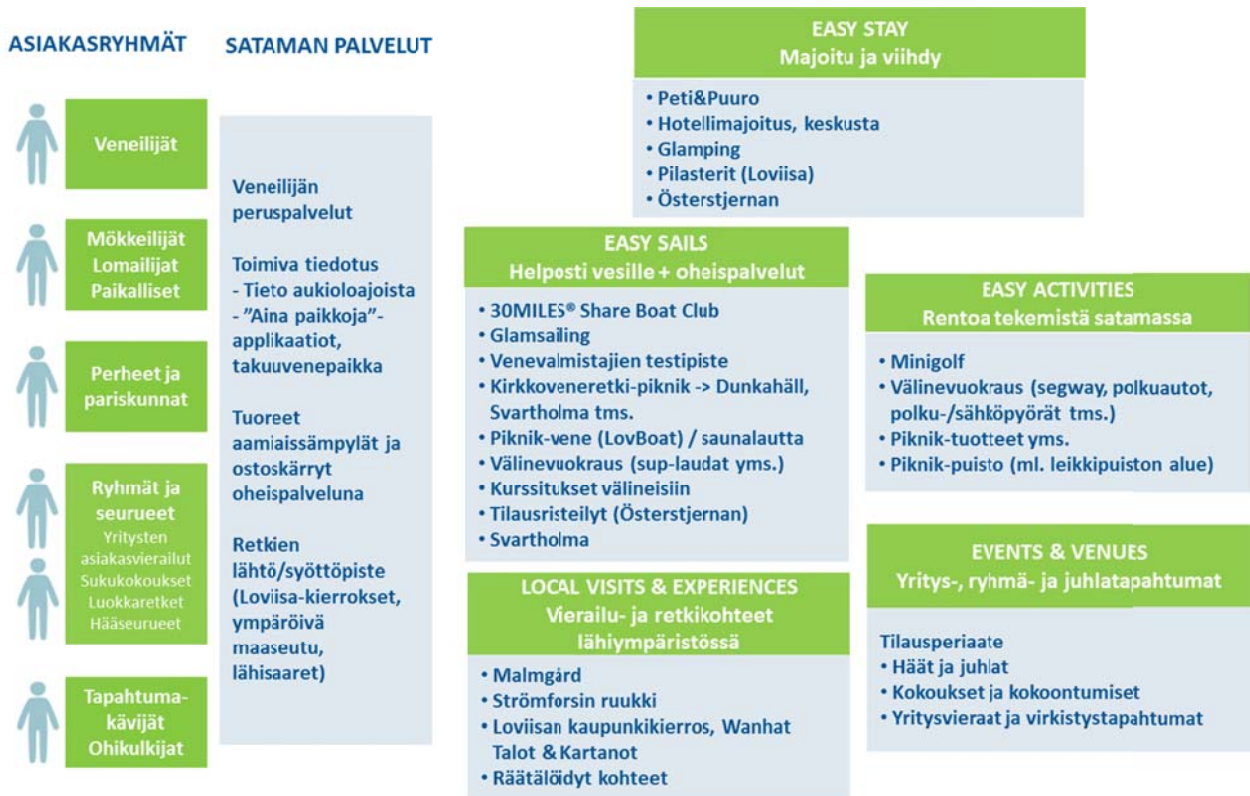 ASIAKASRYHMÄT
Veneilijät
Mökkeilijät
Lomailijat
Paikalliset
Perheet ja
pariskunnat
Ryhmät ja
seurueet
Yritysten
asiakasvierailut
Sukukokoukset
Luokkaretket
Hääseurueet
Tapahtuma-
kävijät
Ohikulkijat
SATAMAN PALVELUT
Veneilijän
peruspalvelut
Toimiva tiedotus
- Tieto aukioloajoista
- ”Aina paikkoja”-
applikaatiot,
takuuvenepaikka
Tuoreet
aamiaissämpylät ja
ostoskärryt
oheispalveluna
Retkien
lähtö/syöttöpiste
(Loviisa-kierrokset,
ympäröivä
maaseutu,
lähisaaret)
EASY STAY
Majoitu ja viihdy
• Peti&Puuro
• Hotellimajoitus, keskusta
• Glamping
• Pilasterit (Loviisa)
• Österstjernan
EASY SAILS
Helposti vesille + oheispalvelut
• 30MILES® Share Boat Club
• Glamsailing
• Venevalmistajien testipiste
• Kirkkoveneretki-piknik -> Dunkahäll,
Svartholma tms.
• Piknik-vene (LovBoat) / saunalautta
• Välinevuokraus (sup-laudat yms.)
• Kurssitukset välineisiin
• Tilausristeilyt (Österstjernan)
• Svartholma
LOCAL VISITS & EXPERIENCES
Vierailu- ja retkikohteet
lähiympäristössä
• Malmgård
• Strömforsin ruukki
• Loviisan kaupunkikierros, Wanhat
Talot & Kartanot
• Räätälöidyt kohteet
EASY ACTIVITIES
Rentoa tekemistä satamassa
• Minigolf
• Välinevuokraus (segway, polkuautot,
polku-/sähköpyörät tms.)
• Piknik-tuotteet yms.
• Piknik-puisto (ml. leikkipuiston alue)
EVENTS & VENUES
Yritys-, ryhmä- ja juhlatapahtumat
Tilausperiaate
• Häät ja juhlat
• Kokoukset ja kokoontumiset
• Yritysvieraat ja virkistystapahtumat